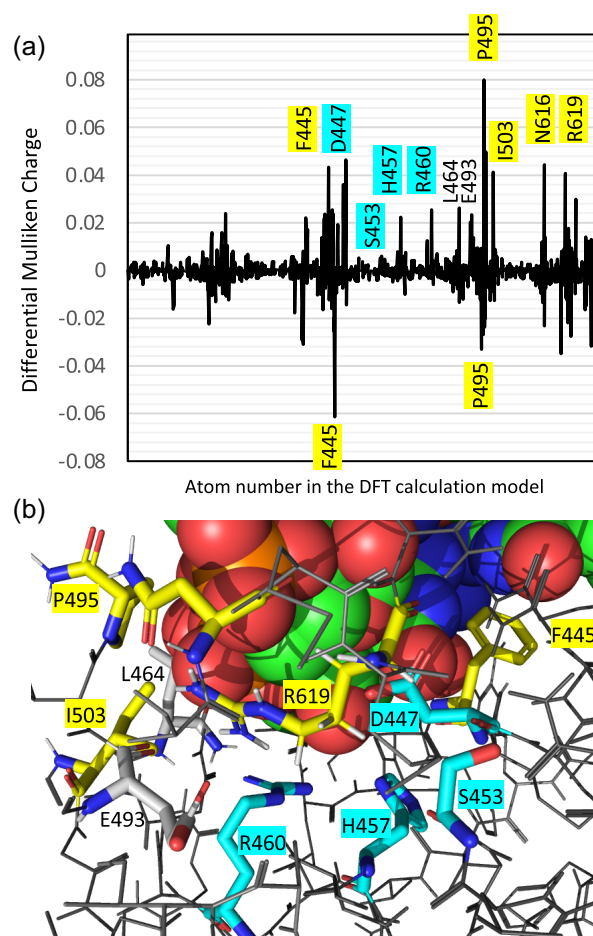 (a)
P495
0.08
0.06
0.04
0.02
0
-0.02
-0.04
-0.06
-0.08
Differential Mulliken Charge
F445
D447
S453
H457
R460
L464
E493
I503
N616
R619
P495
F445
Atom number in the DFT calculation model
(b)
P495
F445
L464
R619
I503
D447
S453
E493
H457
R460